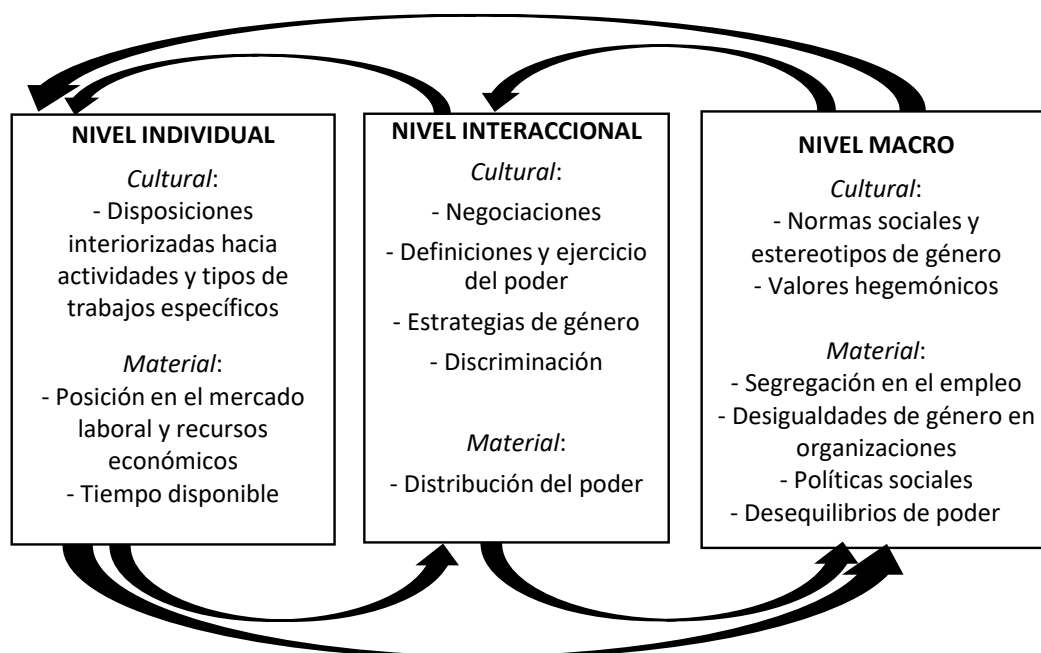 NIVEL INDIVIDUAL
Cultural:
- Disposiciones
interiorizadas hacia
actividades y tipos de
trabajos específicos
Material:
- Posición en el mercado
laboral y recursos
económicos
- Tiempo disponible
NIVEL INTERACCIONAL
Cultural:
- Negociaciones
- Definiciones y ejercicio
del poder
- Estrategias de género
- Discriminación
Material:
- Distribución del poder
NIVEL MACRO
Cultural:
- Normas sociales y
estereotipos de género
- Valores hegemónicos
Material:
- Segregación en el empleo
- Desigualdades de género en
organizaciones
- Políticas sociales
- Desequilibrios de poder